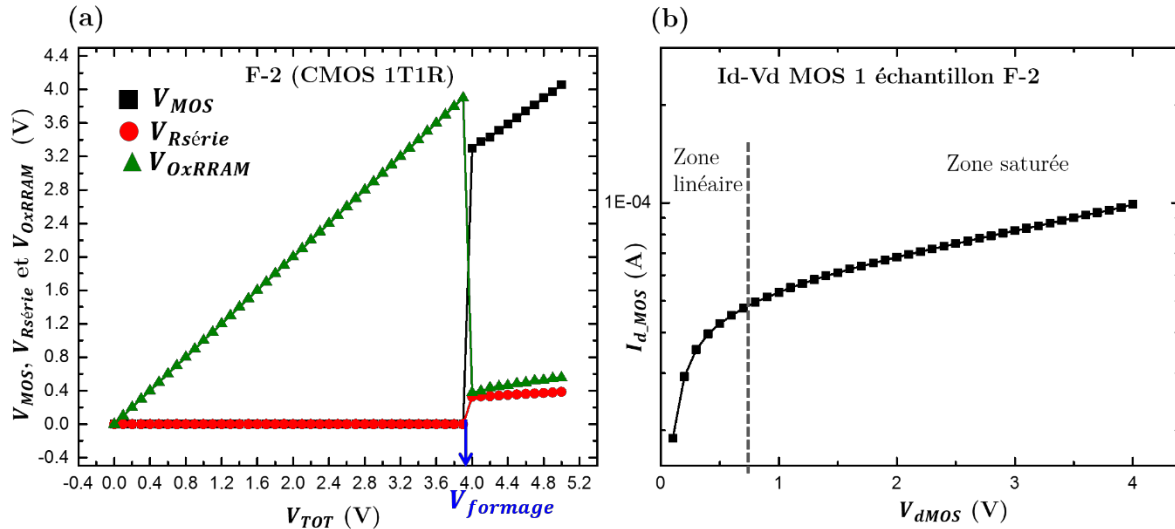 (a)
F-2 (CMOS 1T1R)
V_MOS
V_Rsérie
V_OxRRAM
V_MOS, V_Rsérie et V_OxRRAM (V)
4.4
4.0
3.6
3.2
2.8
2.4
2.0
1.6
1.2
0.8
0.4
0.0
-0.4
-0.4 0.0 0.4 0.8 1.2 1.6 2.0 2.4 2.8 3.2 3.6 4.0 4.4 4.8 5.2
V_TOT (V)
V_formage
(b)
Id-Vd MOS 1 échantillon F-2
Zone
linéaire
Zone saturée
1E-04
I_d_MOS (A)
0 1 2 3 4
V_dMOS (V)